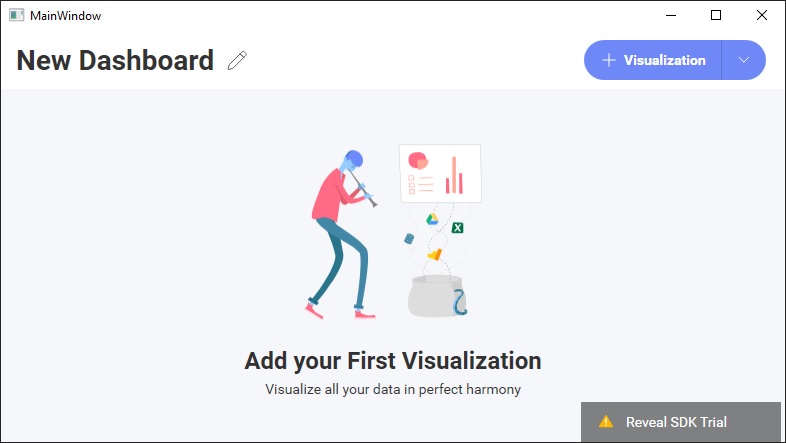 MainWindow
New Dashboard
Visualization
Add your First Visualization
Visualize all your data in perfect harmony
Reveal SDK Trial